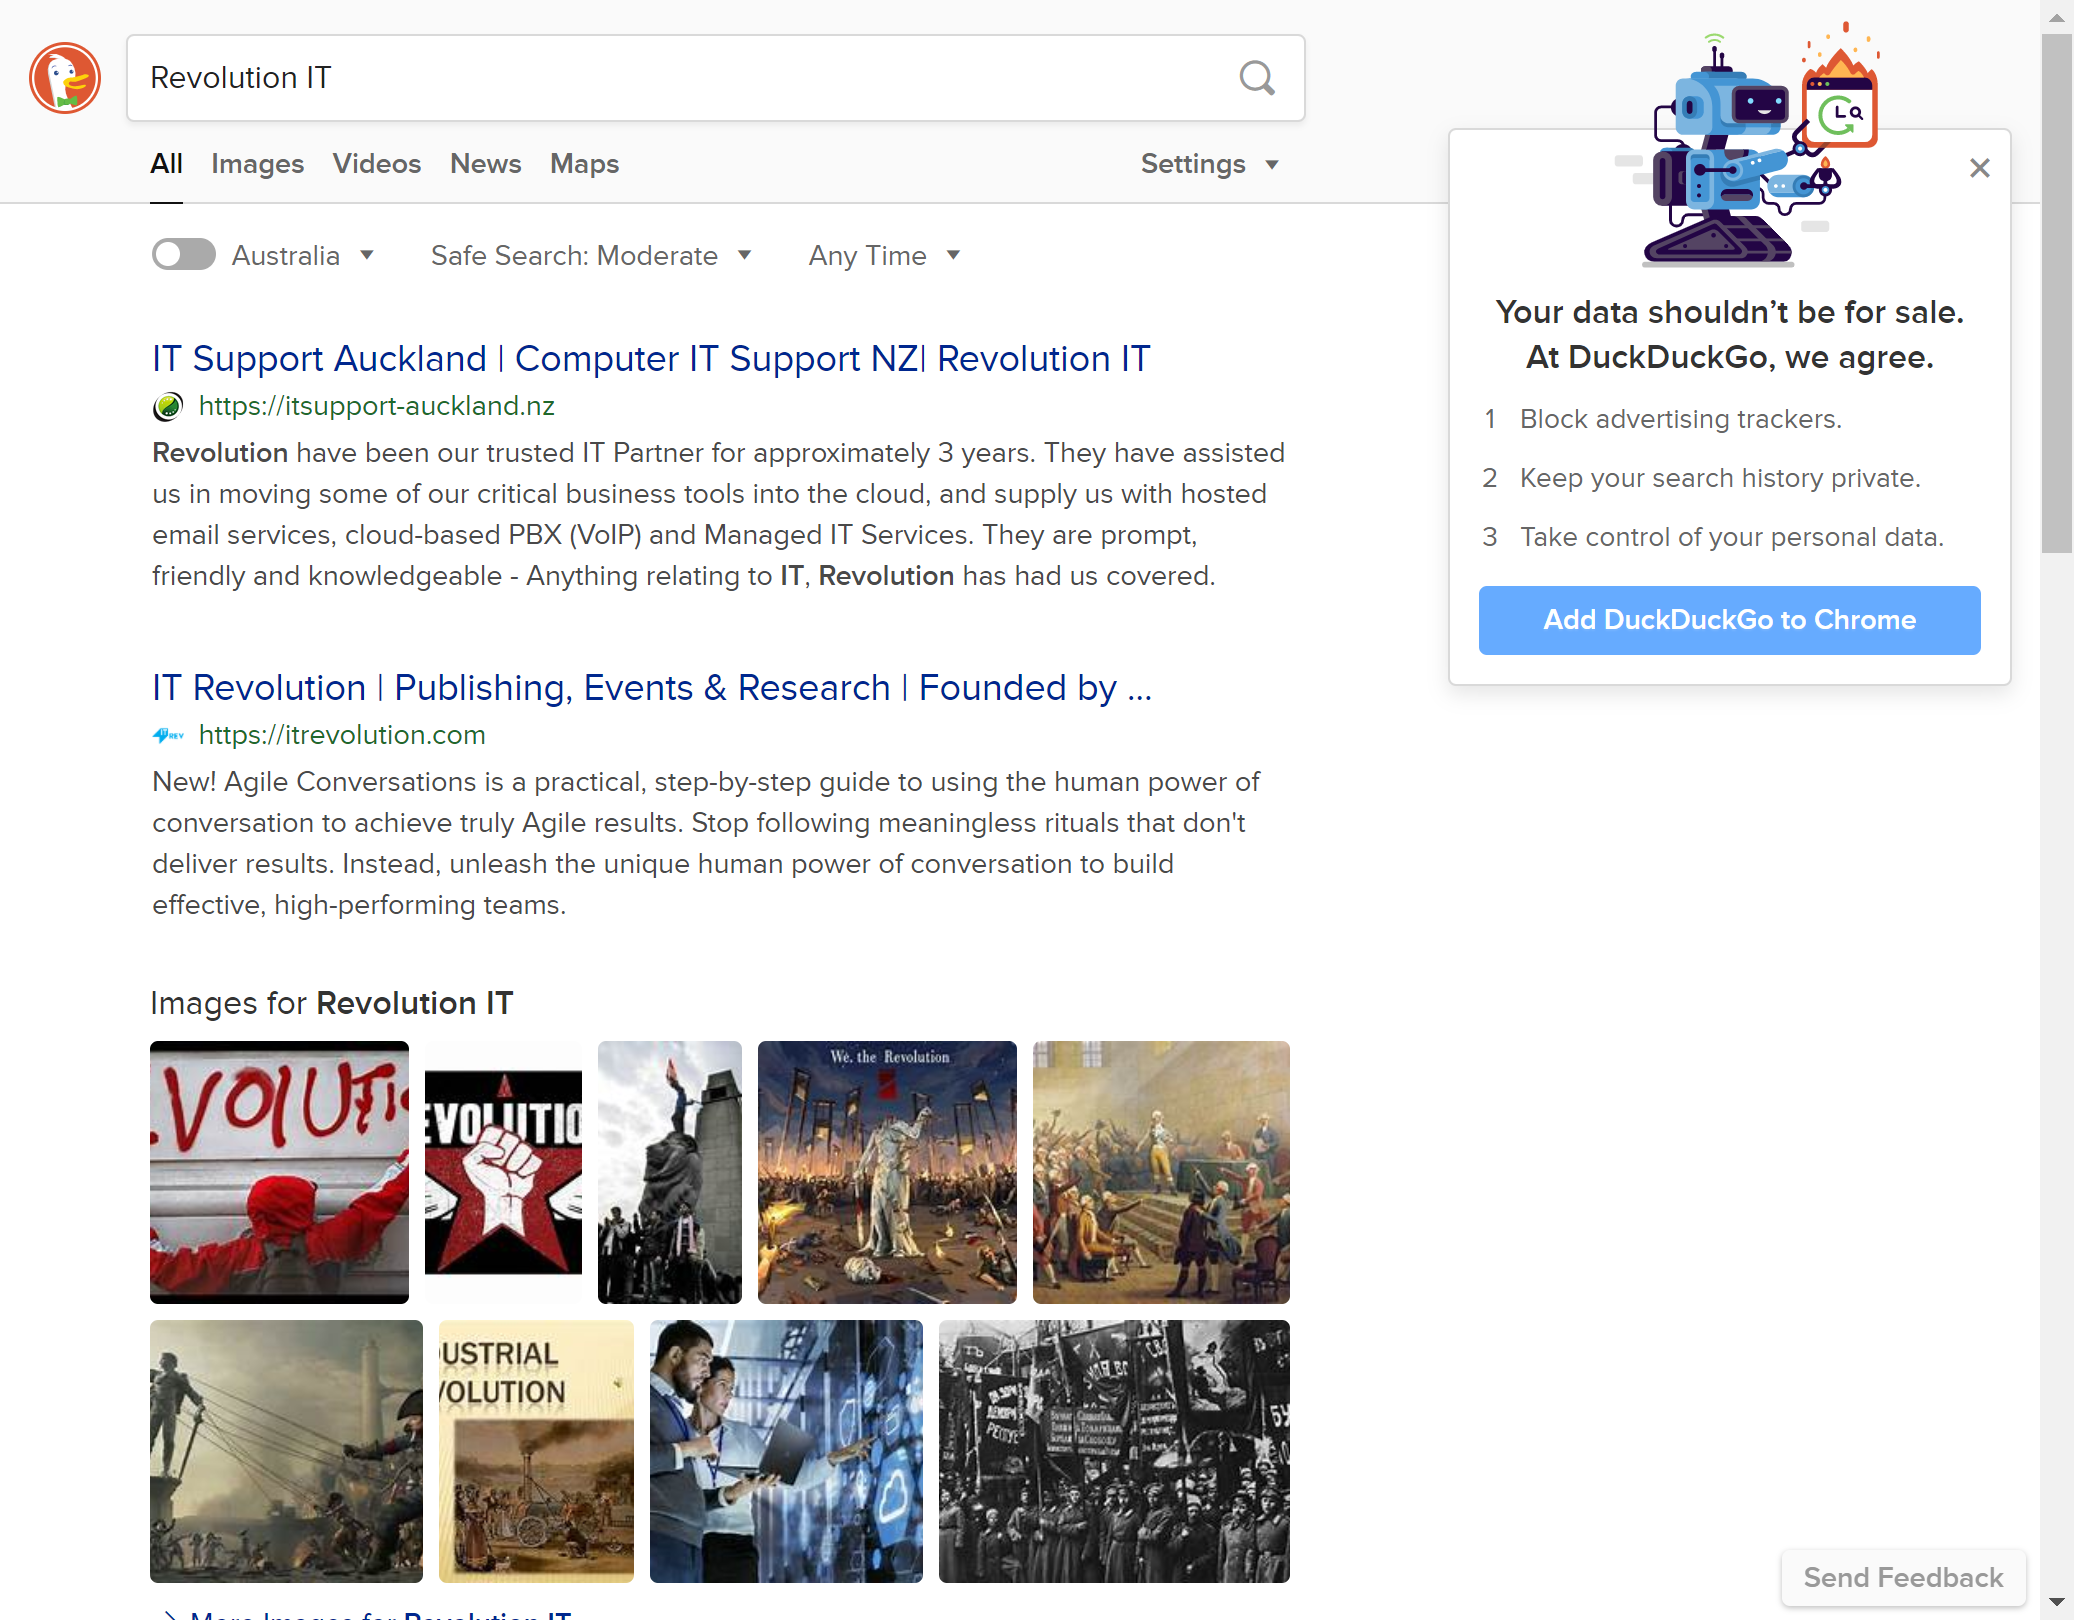 Revolution IT
All Images Videos News Maps Settings
Australia Safe Search: Moderate Any Time
IT Support Auckland | Computer IT Support NZ| Revolution IT
https://itsupport-auckland.nz
Revolution have been our trusted IT Partner for approximately 3 years. They have assisted
us in moving some of our critical business tools into the cloud, and supply us with hosted
email services, cloud-based PBX (VoIP) and Managed IT Services. They are prompt,
friendly and knowledgeable - Anything relating to IT, Revolution has had us covered.
IT Revolution | Publishing, Events & Research | Founded by ...
https://itrevolution.com
New! Agile Conversations is a practical, step-by-step guide to using the human power of
conversation to achieve truly Agile results. Stop following meaningless rituals that don't
deliver results. Instead, unleash the unique human power of conversation to build
effective, high-performing teams.
Images for Revolution IT
VOLUTI
EVOLUTIO
We. the Revolution
USTRIAL
VOLUTION
More Images for Revolution IT
Your data shouldn’t be for sale.
At DuckDuckGo, we agree.
1 Block advertising trackers.
2 Keep your search history private.
3 Take control of your personal data.
Add DuckDuckGo to Chrome
Send Feedback